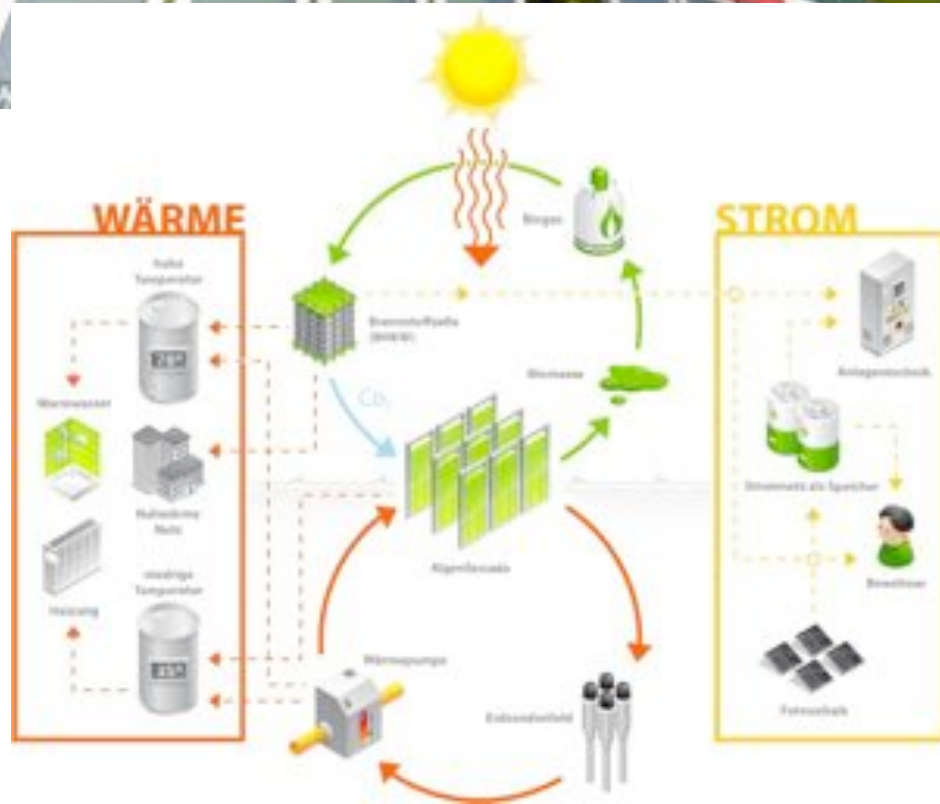 WÄRME
STROM
hohe
Temperatur
Biogas
Brennstoffzelle
Anlagentechnik
Biomasse
Warmwasser
Co₂
Stromnetz als Speicher
Nahwärme
Netz
Algenfassade
niedrige
Temperatur
Bewohner
Heizung
Wärmepumpe
Erdsondenfeld
Fotovoltaik